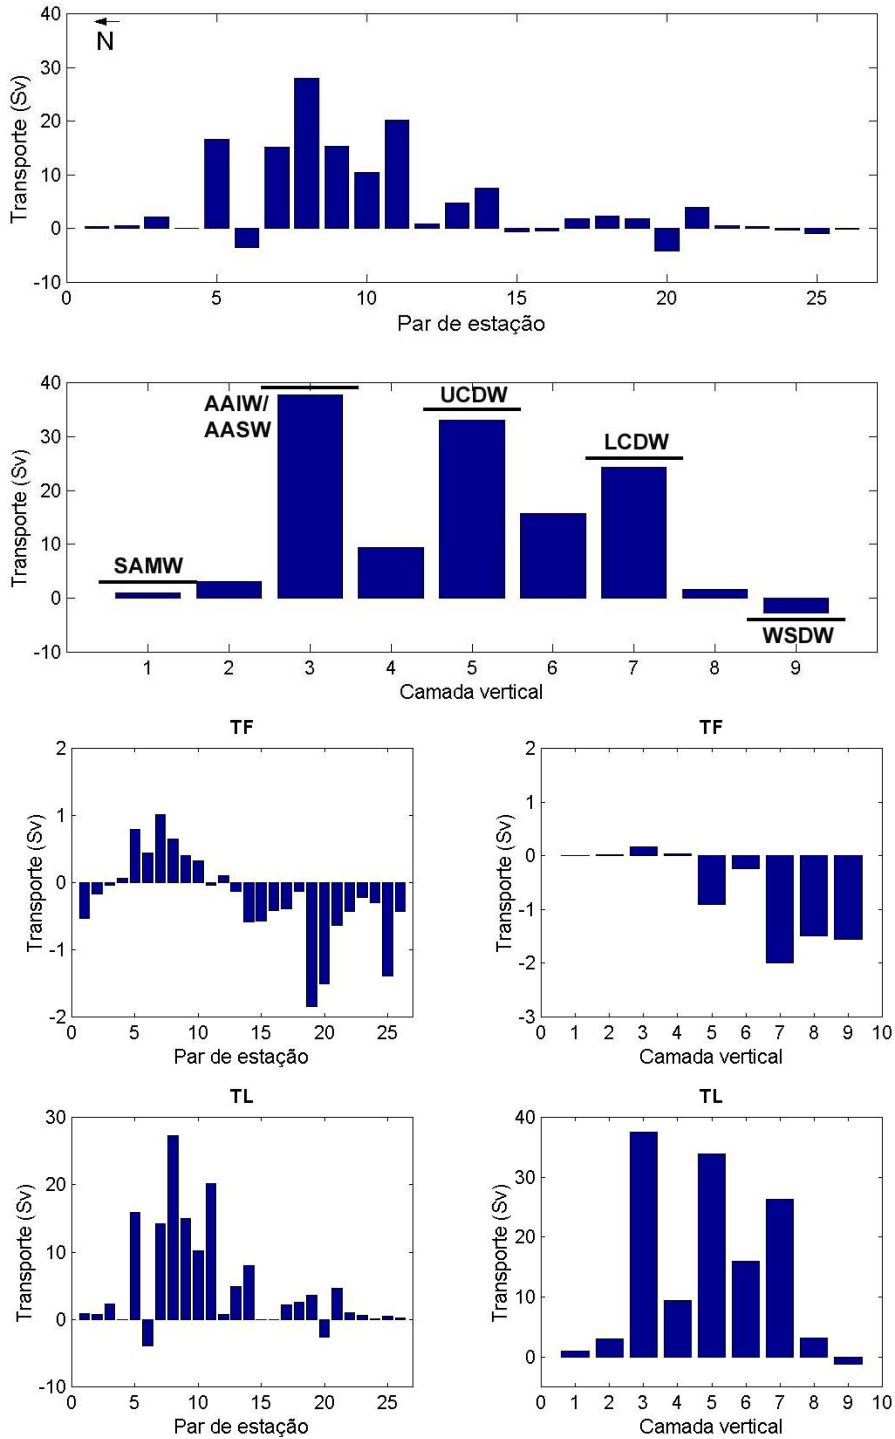 40
N
30
20
10
0
-10
Transporte (Sv)
0 5 10 15 20 25
Par de estação
40
30
20
10
0
-10
Transporte (Sv)
AAIW/
AASW
UCDW
LCDW
SAMW
WSDW
1 2 3 4 5 6 7 8 9
Camada vertical
TF
2
1
0
-1
-2
Transporte (Sv)
0 5 10 15 20 25
Par de estação
TF
2
1
0
-1
-2
-3
Transporte (Sv)
0 1 2 3 4 5 6 7 8 9 10
Camada vertical
TL
30
20
10
0
-10
Transporte (Sv)
0 5 10 15 20 25
Par de estação
TL
40
30
20
10
0
Transporte (Sv)
0 1 2 3 4 5 6 7 8 9 10
Camada vertical